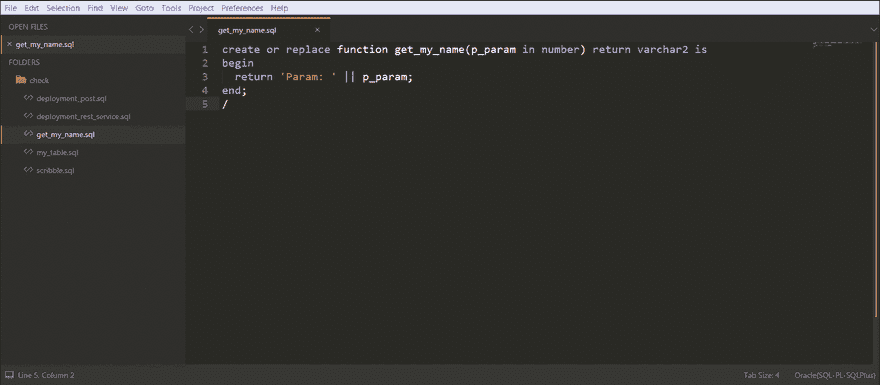 File Edit Selection Find View Goto Tools Project Preferences Help
OPEN FILES
get_my_name.sql
FOLDERS
chock
deployment_post.sql
deployment_rest_service.sql
get_my_name.sql
my_table.sql
scribble.sql
get_my_name.sql
1 create or replace function get_my_name(p_param in number) return varchar2 is
2 begin
3 return 'Param: ' || p_param;
4 end;
5 /
Line 5, Column 2
Tab Size: 4
Oracle(SQL-PL-SQLPlus)